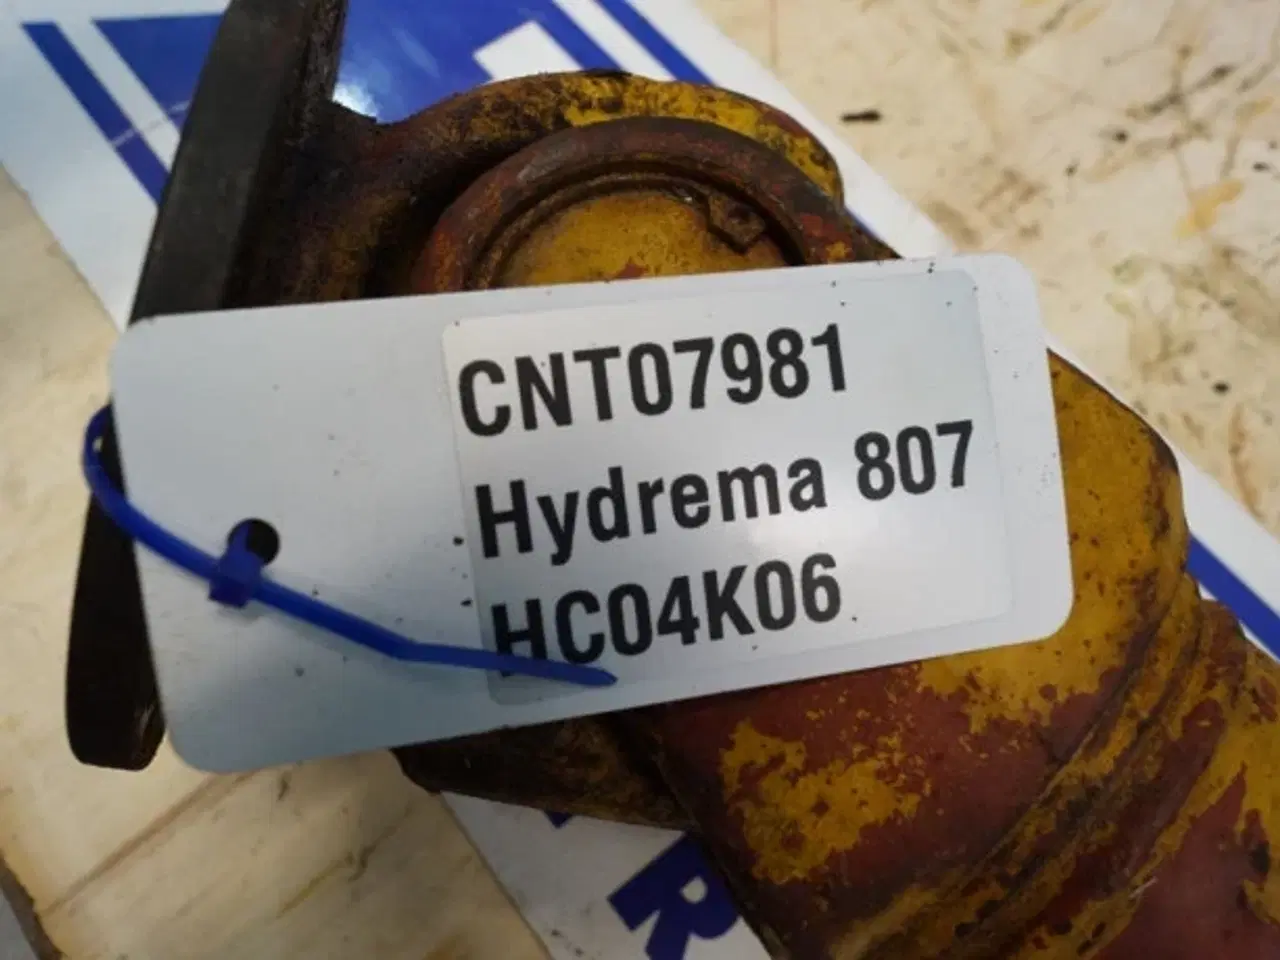 CNT07981
Hydrema 807
HC04K06
R